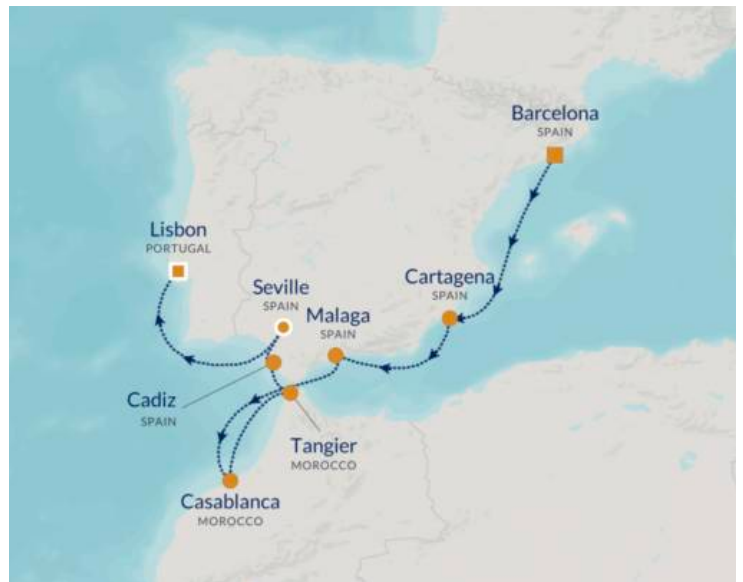 Barcelona
SPAIN
Lisbon
PORTUGAL
Seville
SPAIN
Cartagena
SPAIN
Malaga
SPAIN
Cadiz
SPAIN
Tangier
MOROCCO
Casablanca
MOROCCO